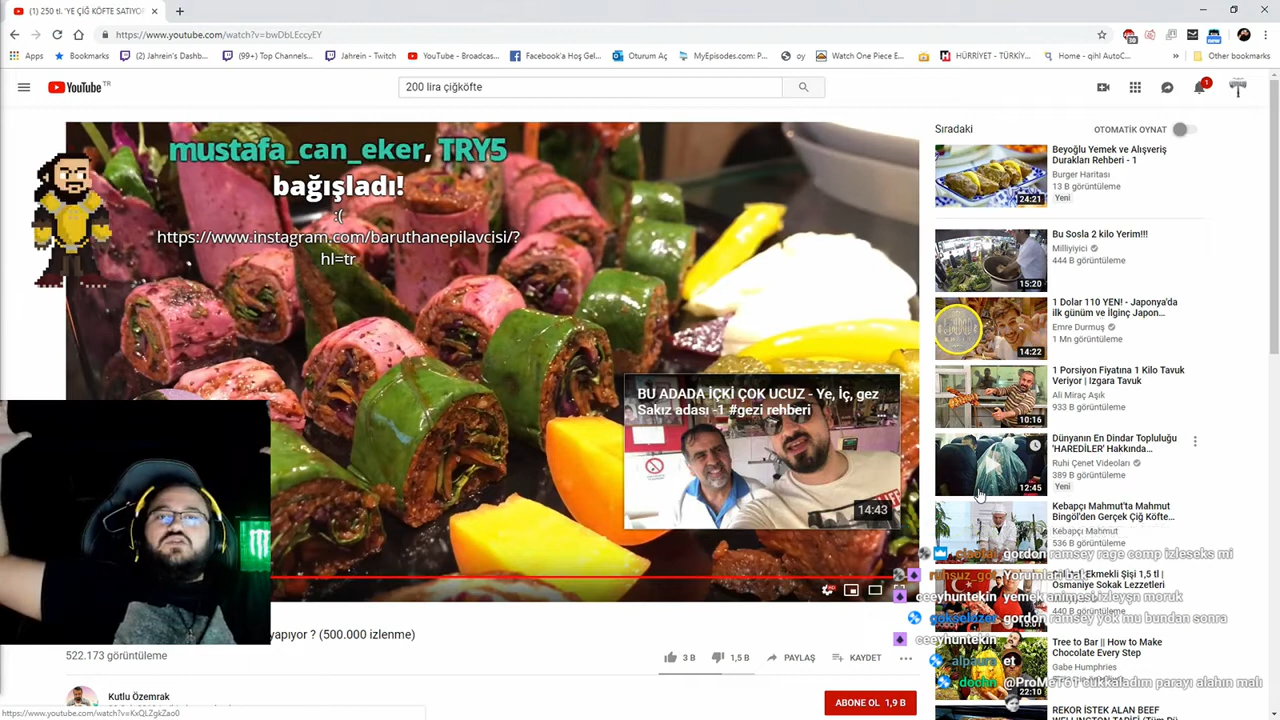 (1) 250 tl. 'YE ÇİĞ KÖFTE SATIYOR
https://www.youtube.com/watch?v=bwDbLEccyEY
Apps
Bookmarks
(2) Jahrein's Dashb...
(99+) Top Channels...
Jahrein - Twitch
YouTube - Broadcas...
Facebook'a Hoş Gel...
Oturum Aç
MyEpisodes.com: P...
oy
Watch One Piece E...
HÜRRİYET - TÜRKİY...
Home - qihl AutoC...
»
Other bookmarks
YouTube TR
200 lira çiğköfte
1
mustafa_can_eker, TRY5
bağışladı!
:(
https://www.instagram.com/baruthanepilavcisi/?
hl=tr
BU ADADA İÇKİ ÇOK UCUZ - Ye, İç, gez
Sakız adası -1 #gezi rehberi
14:43
yapıyor ? (500.000 izlenme)
522.173 görüntüleme
3 B
1,5 B
PAYLAŞ
KAYDET
Kutlu Özemrak
ABONE OL 1,9 B
https://www.youtube.com/watch?v=KxQLZgkZao0
Sıradaki
OTOMATİK OYNAT
Beyoğlu Yemek ve Alışveriş
Durakları Rehberi - 1
Burger Haritası
13 B görüntüleme
Yeni
24:21
Bu Sosla 2 kilo Yerim!!!
Milliyiyici
444 B görüntüleme
15:20
1 Dolar 110 YEN! - Japonya'da
ilk günüm ve İlginç Japon...
Emre Durmuş
1 Mn görüntüleme
14:22
1 Porsiyon Fiyatına 1 Kilo Tavuk
Veriyor | Izgara Tavuk
Ali Miraç Aşık
933 B görüntüleme
10:16
Dünyanın En Dindar Topluluğu
'HAREDİLER' Hakkında...
Ruhi Çenet Videoları
389 B görüntüleme
Yeni
12:45
Kebapçı Mahmut'ta Mahmut
Bingöl'den Gerçek Çiğ Köfte...
Kebapçı Mahmut
536 B görüntüleme
gordon ramsey rage comp izleseks mi
Yorumları bak
Ekmekli Şişi 1,5 tl |
Osmaniye Sokak Lezzetleri
ceeyhuntekin yemek animesi izleyşn moruk
440 B görüntüleme
gokselozer gordon ramsey yok mu bundan sonra
ceeyhuntekin
Tree to Bar || How to Make
Chocolate Every Step
alpaura et
Gabe Humphries
22:10
REKOR İSTEK ALAN BEEF